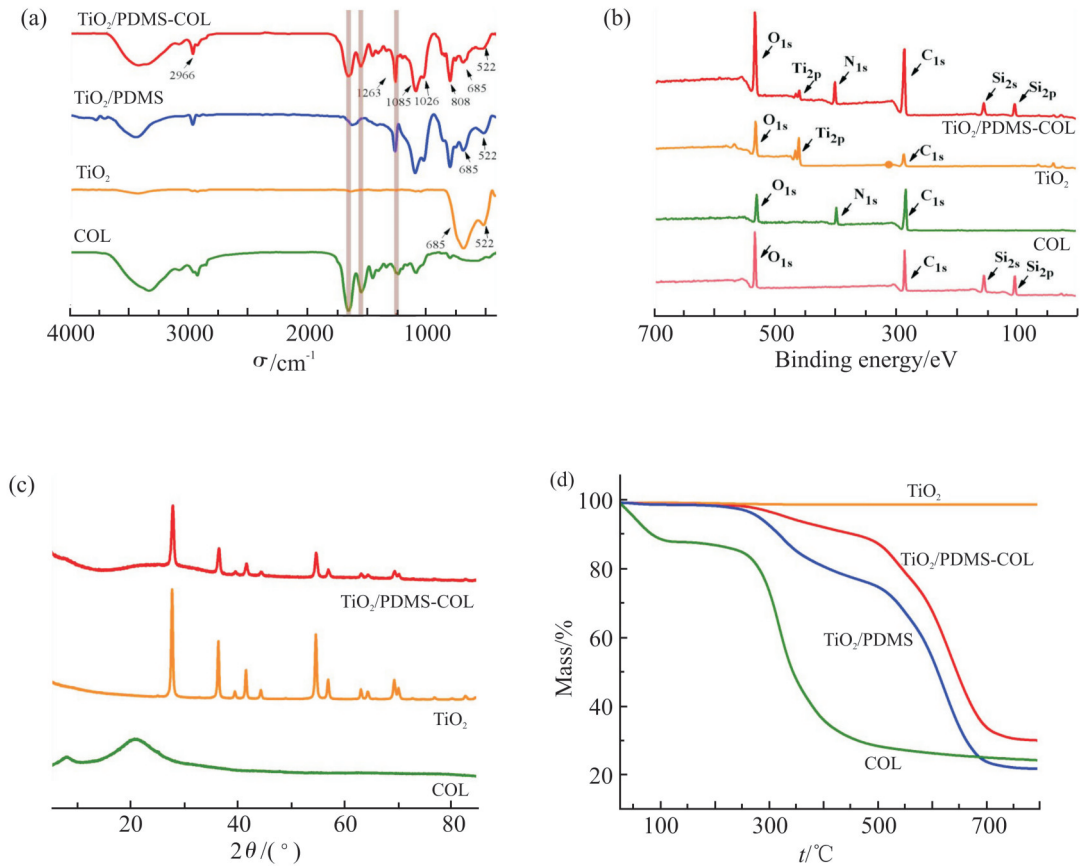 (a)
TiO2/PDMS-COL
2966
1263
1085
1026
808
685
522
TiO2/PDMS
685
522
TiO2
685
522
COL
4000 3000 2000 1000
σ/cm-1
(b)
O1s
Ti2p
N1s
C1s
Si2s
Si2p
TiO2/PDMS-COL
O1s
Ti2p
C1s
TiO2
O1s
N1s
C1s
COL
O1s
C1s
Si2s
Si2p
700 500 300 100
Binding energy/eV
(c)
TiO2/PDMS-COL
TiO2
COL
20 40 60 80
2θ/(°)
(d)
TiO2
TiO2/PDMS-COL
TiO2/PDMS
COL
100
80
60
40
20
Mass/%
100 300 500 700
t/℃